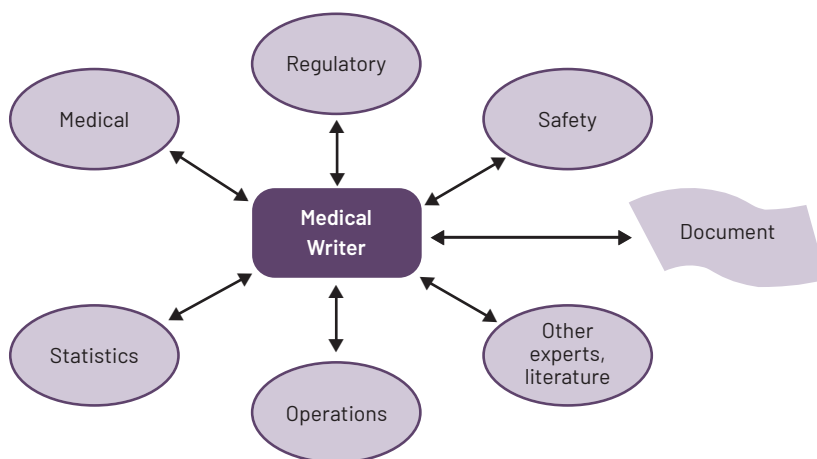 Regulatory
Medical
Safety
Medical
Writer
Document
Statistics
Other
experts,
literature
Operations